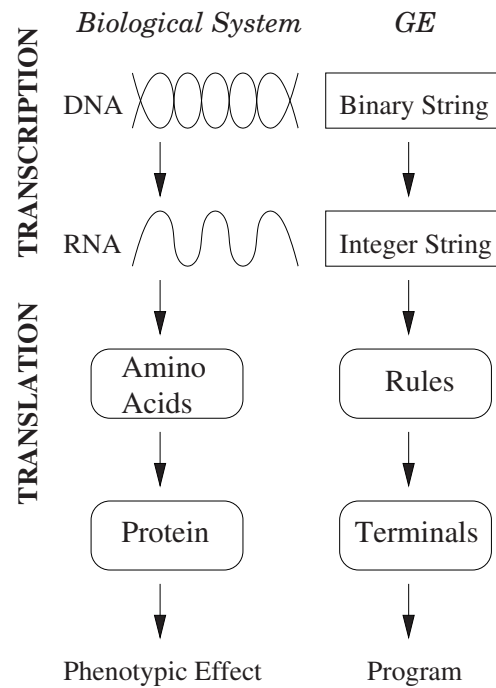 Biological System GE
TRANSCRIPTION
DNA Binary String
RNA Integer String
TRANSLATION
Amino
Acids
Rules
Protein Terminals
Phenotypic Effect Program